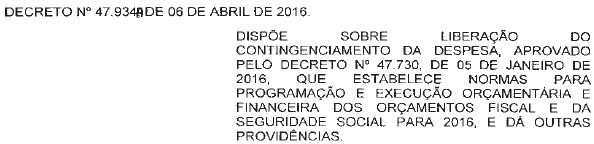 DECRETO Nº 47.934, DE 06 DE ABRIL DE 2016.
DISPÕE SOBRE LIBERAÇÃO DO
CONTINGENCIAMENTO DA DESPESA, APROVADO
PELO DECRETO Nº 47.730, DE 05 DE JANEIRO DE
2016, QUE ESTABELECE NORMAS PARA
PROGRAMAÇÃO E EXECUÇÃO ORÇAMENTÁRIA E
FINANCEIRA DOS ORÇAMENTOS FISCAL E DA
SEGURIDADE SOCIAL PARA 2016, E DÁ OUTRAS
PROVIDÊNCIAS.